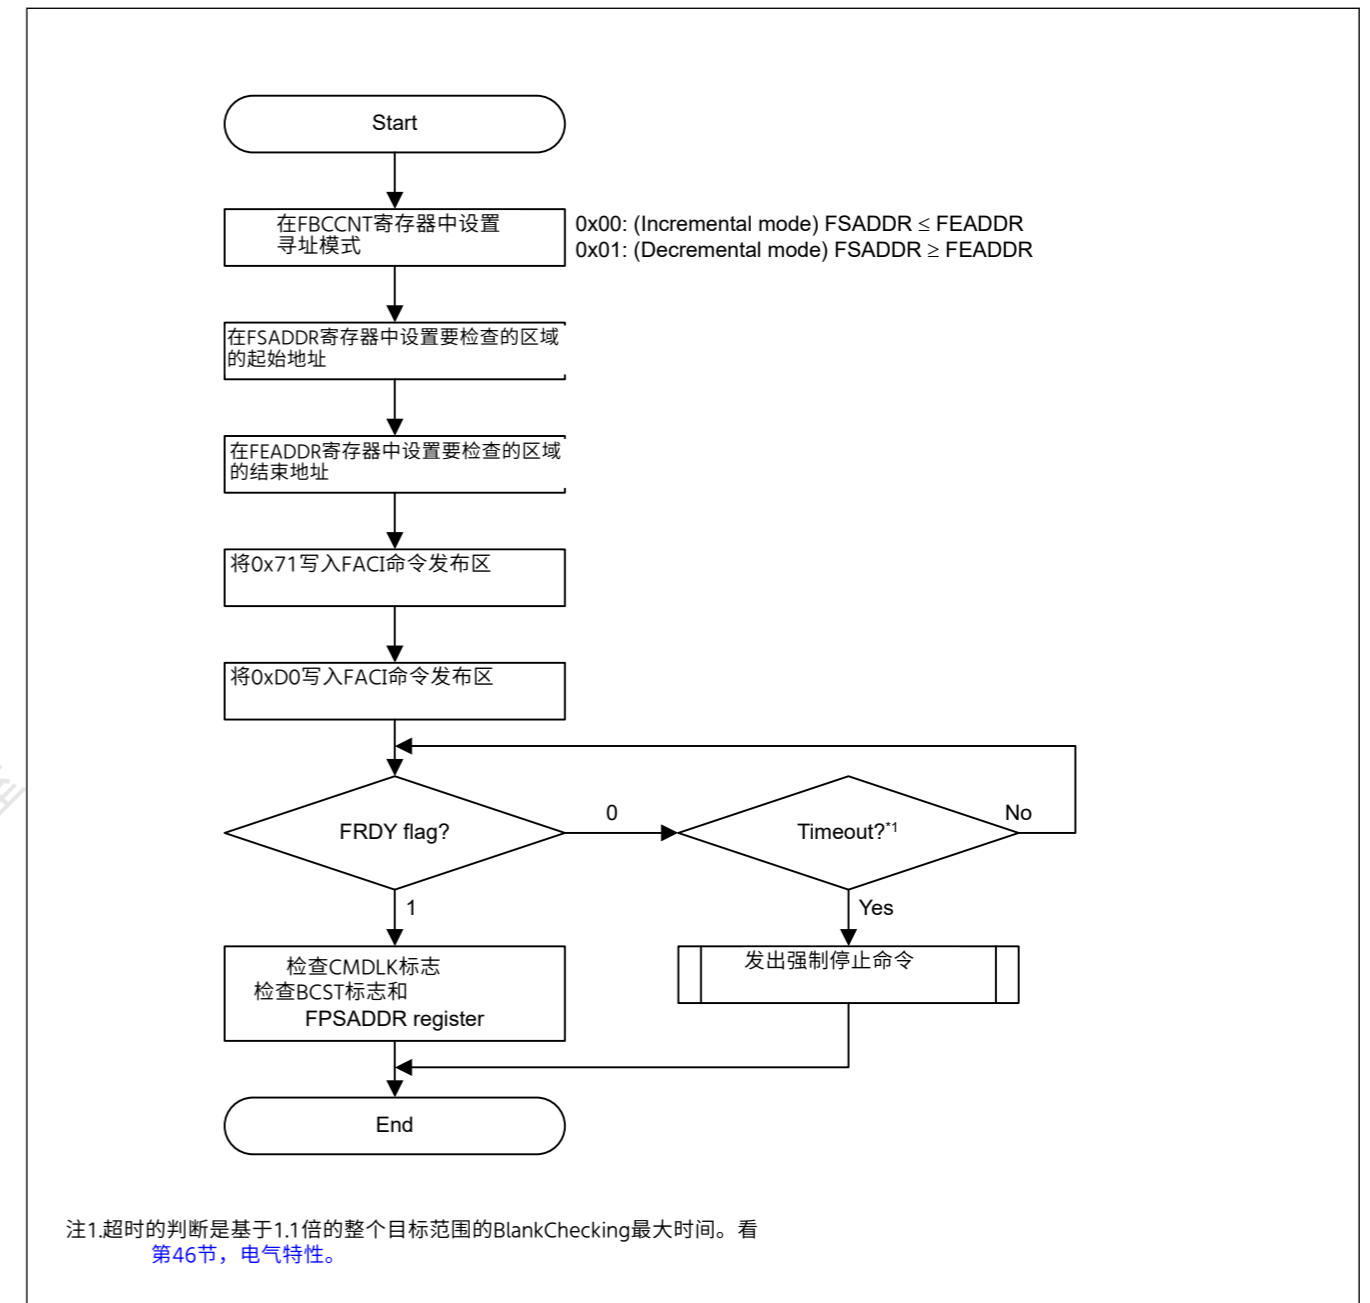 Start
在FBCCNT寄存器中设置
寻址模式
0x00: (Incremental mode) FSADDR ≤ FEADDR
0x01: (Decremental mode) FSADDR ≥ FEADDR
在FSADDR寄存器中设置要检查的区域
的起始地址
在FEADDR寄存器中设置要检查的区域
的结束地址
将0x71写入FACI命令发布区
将0xD0写入FACI命令发布区
FRDY flag?
0
Timeout?*1
No
1
Yes
检查CMDLK标志
检查BCST标志和
FPSADDR register
发出强制停止命令
End
注1.超时的判断是基于1.1倍的整个目标范围的BlankChecking最大时间。看
第46节，电气特性。